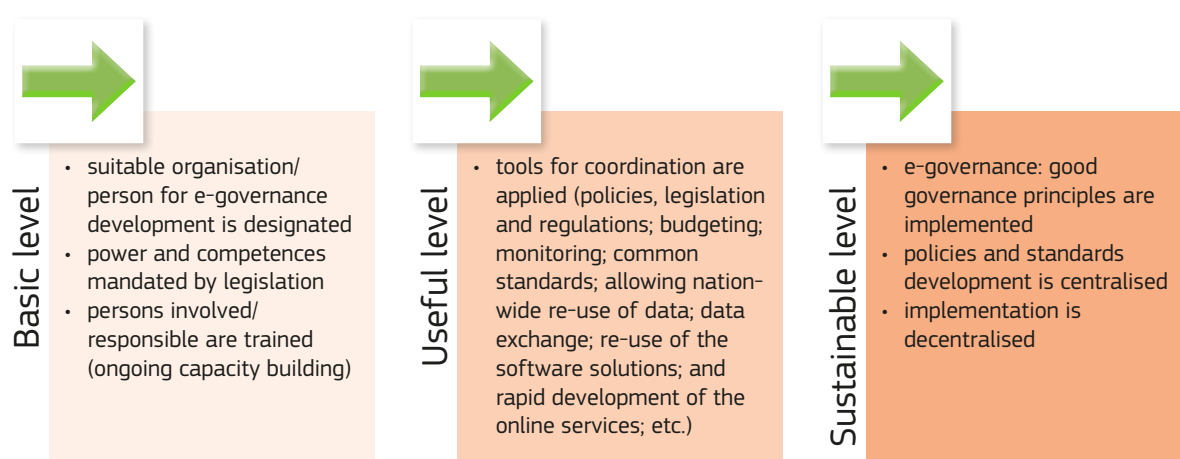 Basic level
• suitable organisation/
person for e-governance
development is designated
• power and competences
mandated by legislation
• persons involved/
responsible are trained
(ongoing capacity building)
Useful level
• tools for coordination are
applied (policies, legislation
and regulations; budgeting;
monitoring; common
standards; allowing nation-
wide re-use of data; data
exchange; re-use of the
software solutions; and
rapid development of the
online services; etc.)
Sustainable level
• e-governance: good
governance principles are
implemented
• policies and standards
development is centralised
• implementation is
decentralised